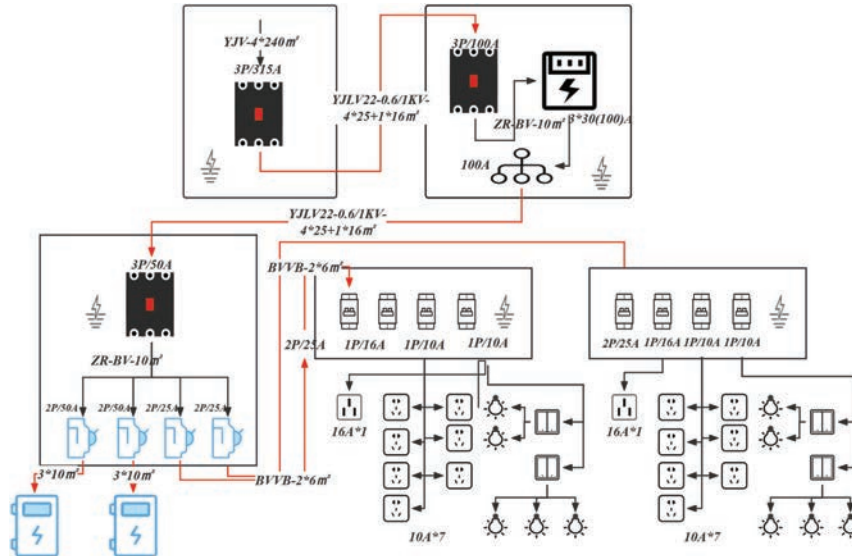 YJV-4*240㎡
3P/315A
YJLV22-0.6/1KV-
4*25+1*16㎡
3P/100A
ZR-BV-10㎡
3*30(100)A
100A
YJLV22-0.6/1KV-
4*25+1*16㎡
3P/50A
ZR-BV-10㎡
2P/50A
2P/50A
2P/25A
2P/25A
3*10㎡
3*10㎡
BVVB-2*6㎡
BVVB-2*6㎡
2P/25A
1P/16A
1P/10A
1P/10A
16A*1
10A*7
2P/25A
1P/16A
1P/10A
1P/10A
16A*1
10A*7